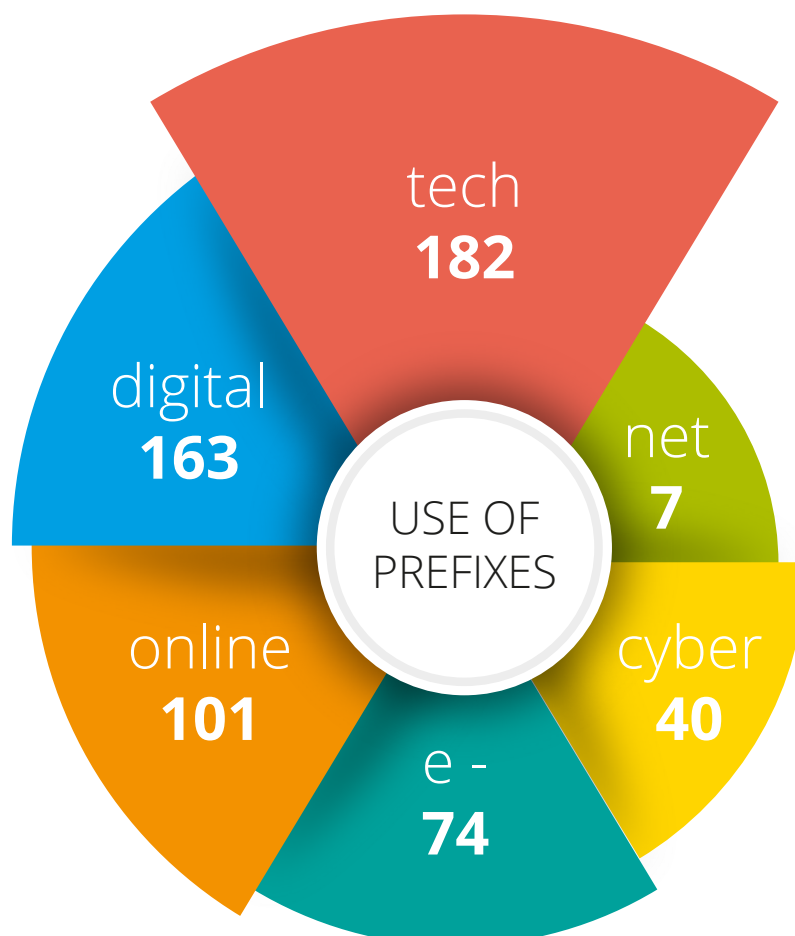 tech
182
digital
163
net
7
USE OF
PREFIXES
online
101
cyber
40
e -
74